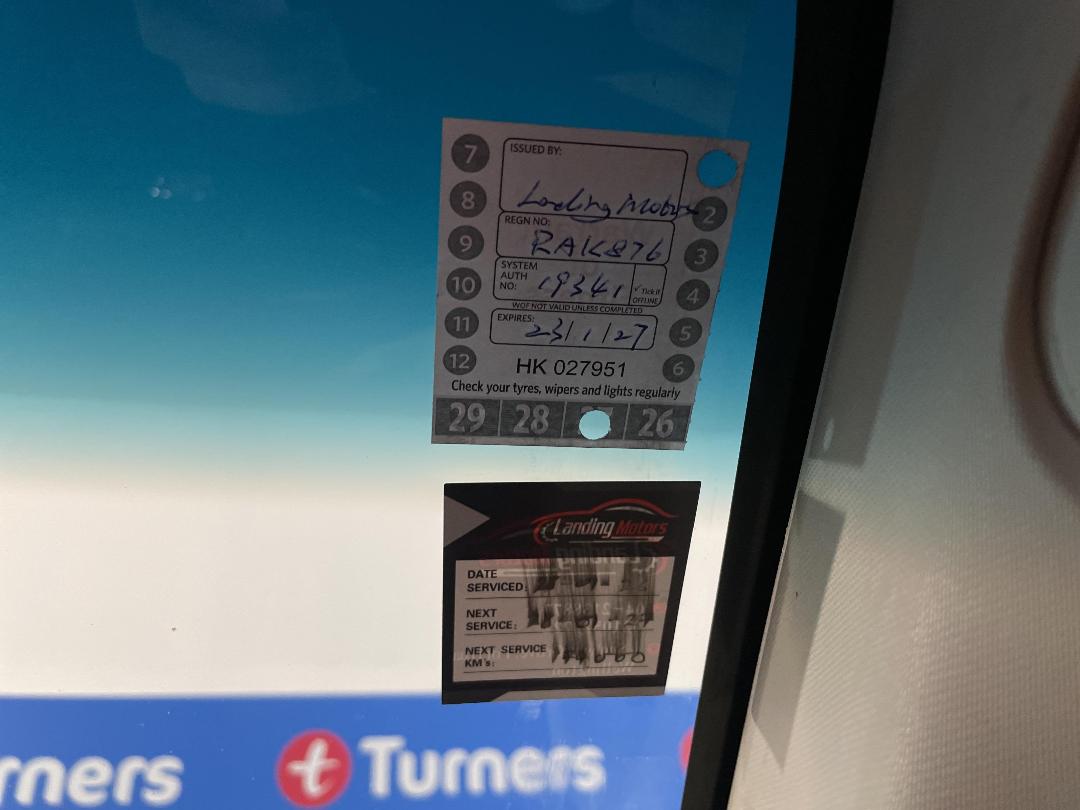 7
ISSUED BY:
Landing Motors
8
2
REGN NO:
RAK876
9
3
SYSTEM AUTH NO:
19341
✓ Tick if OFFLINE
10
4
WOF NOT VALID UNLESS COMPLETED
EXPIRES:
23/1/27
11
5
12
HK 027951
6
Check your tyres, wipers and lights regularly
29 28 26
Landing Motors
DATE SERVICED:
NEXT SERVICE:
NEXT SERVICE KM's:
rners
t Turners